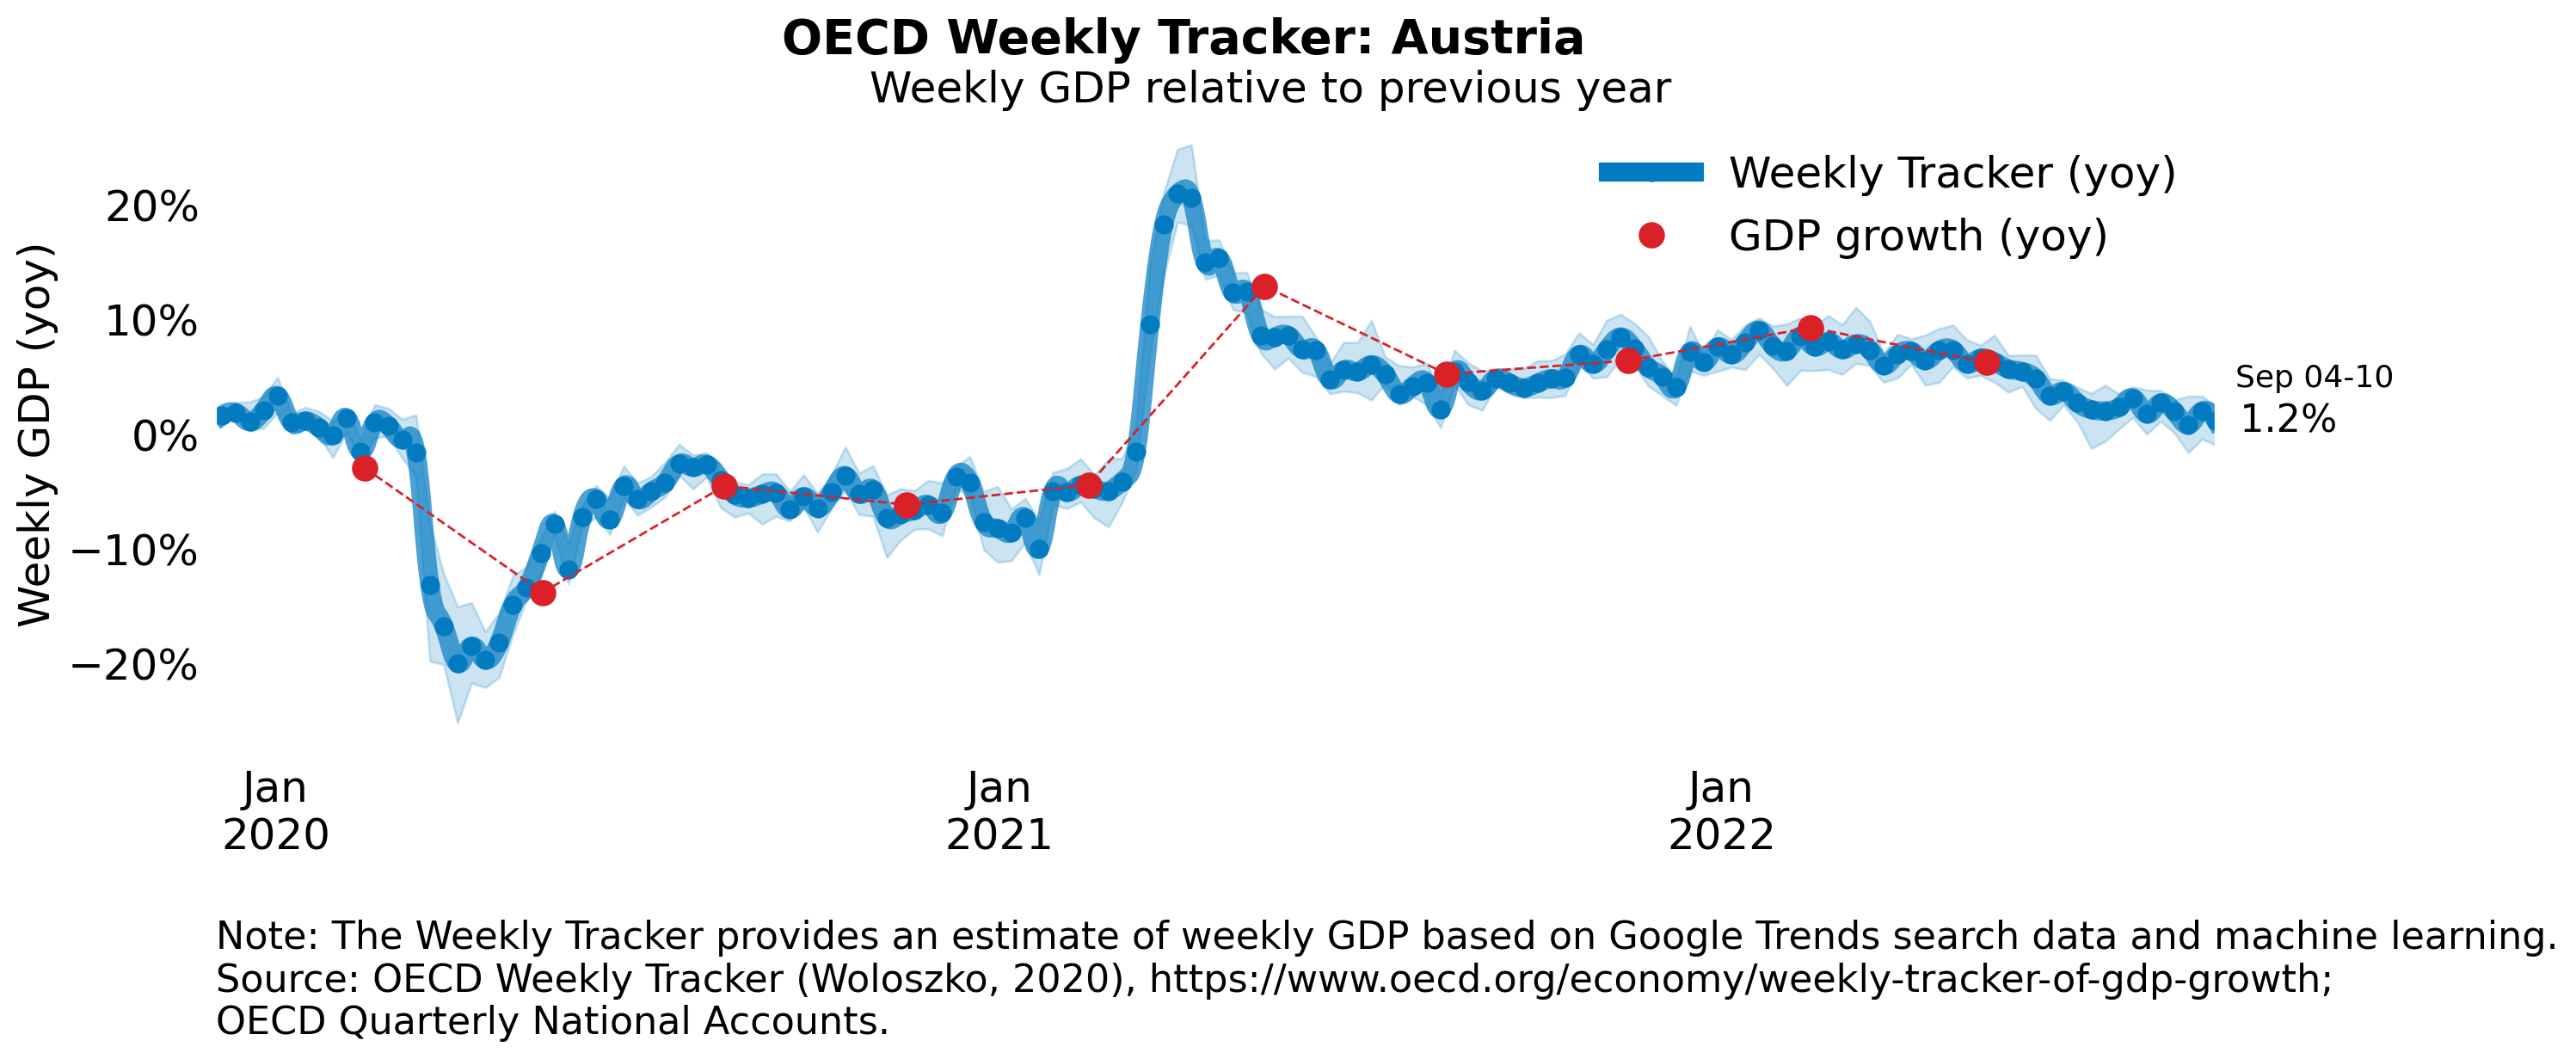 OECD Weekly Tracker: Austria
Weekly GDP relative to previous year
Weekly Tracker (yoy)
GDP growth (yoy)
Weekly GDP (yoy)
20%
10%
0%
−10%
−20%
Sep 04-10
1.2%
Jan
2020
Jan
2021
Jan
2022
Note: The Weekly Tracker provides an estimate of weekly GDP based on Google Trends search data and machine learning.
Source: OECD Weekly Tracker (Woloszko, 2020), https://www.oecd.org/economy/weekly-tracker-of-gdp-growth;
OECD Quarterly National Accounts.